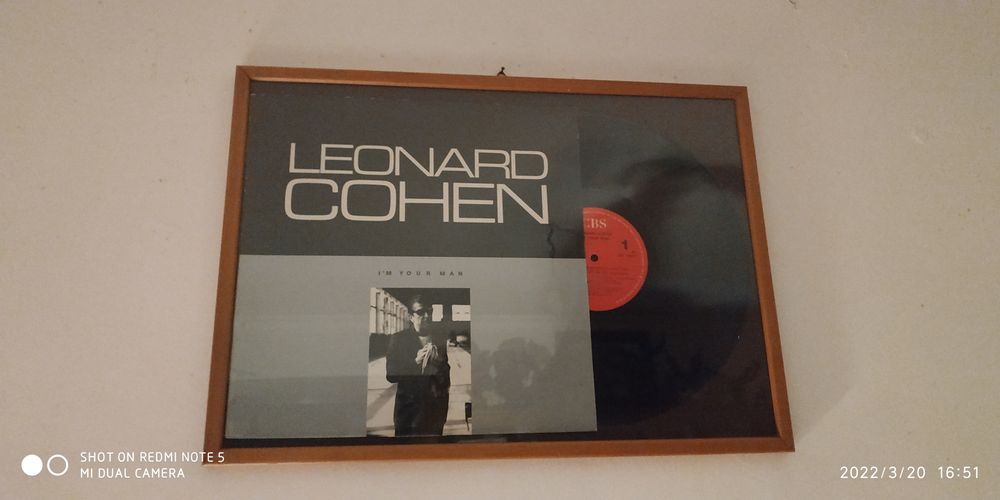 LEONARD
COHEN
I'M YOUR MAN
CBS
1
SHOT ON REDMI NOTE 5
MI DUAL CAMERA
2022/3/20 16:51